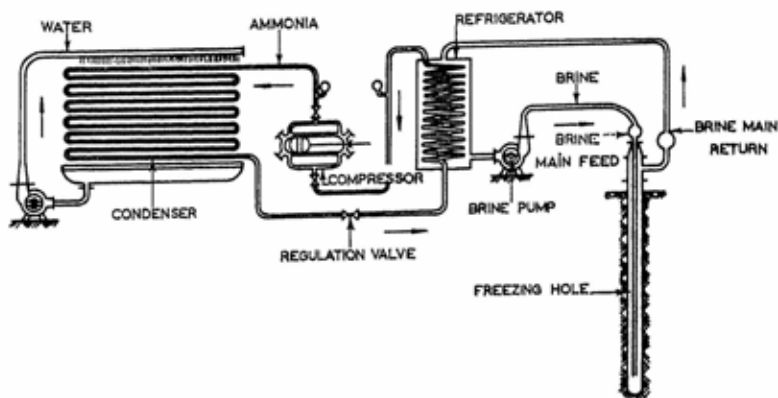 WATER
AMMONIA
REFRIGERATOR
BRINE
BRINE
MAIN FEED
BRINE MAIN
RETURN
COMPRESSOR
CONDENSER
BRINE PUMP
REGULATION VALVE
FREEZING HOLE